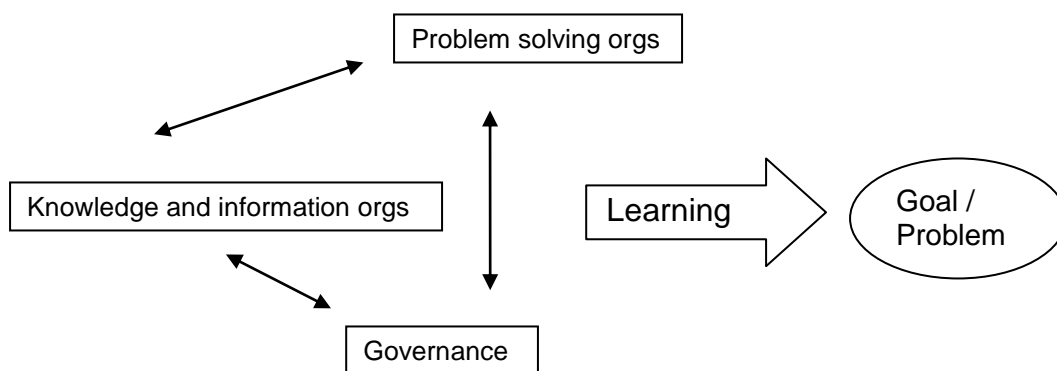 Problem solving orgs
Knowledge and information orgs
Learning
Goal /
Problem
Governance